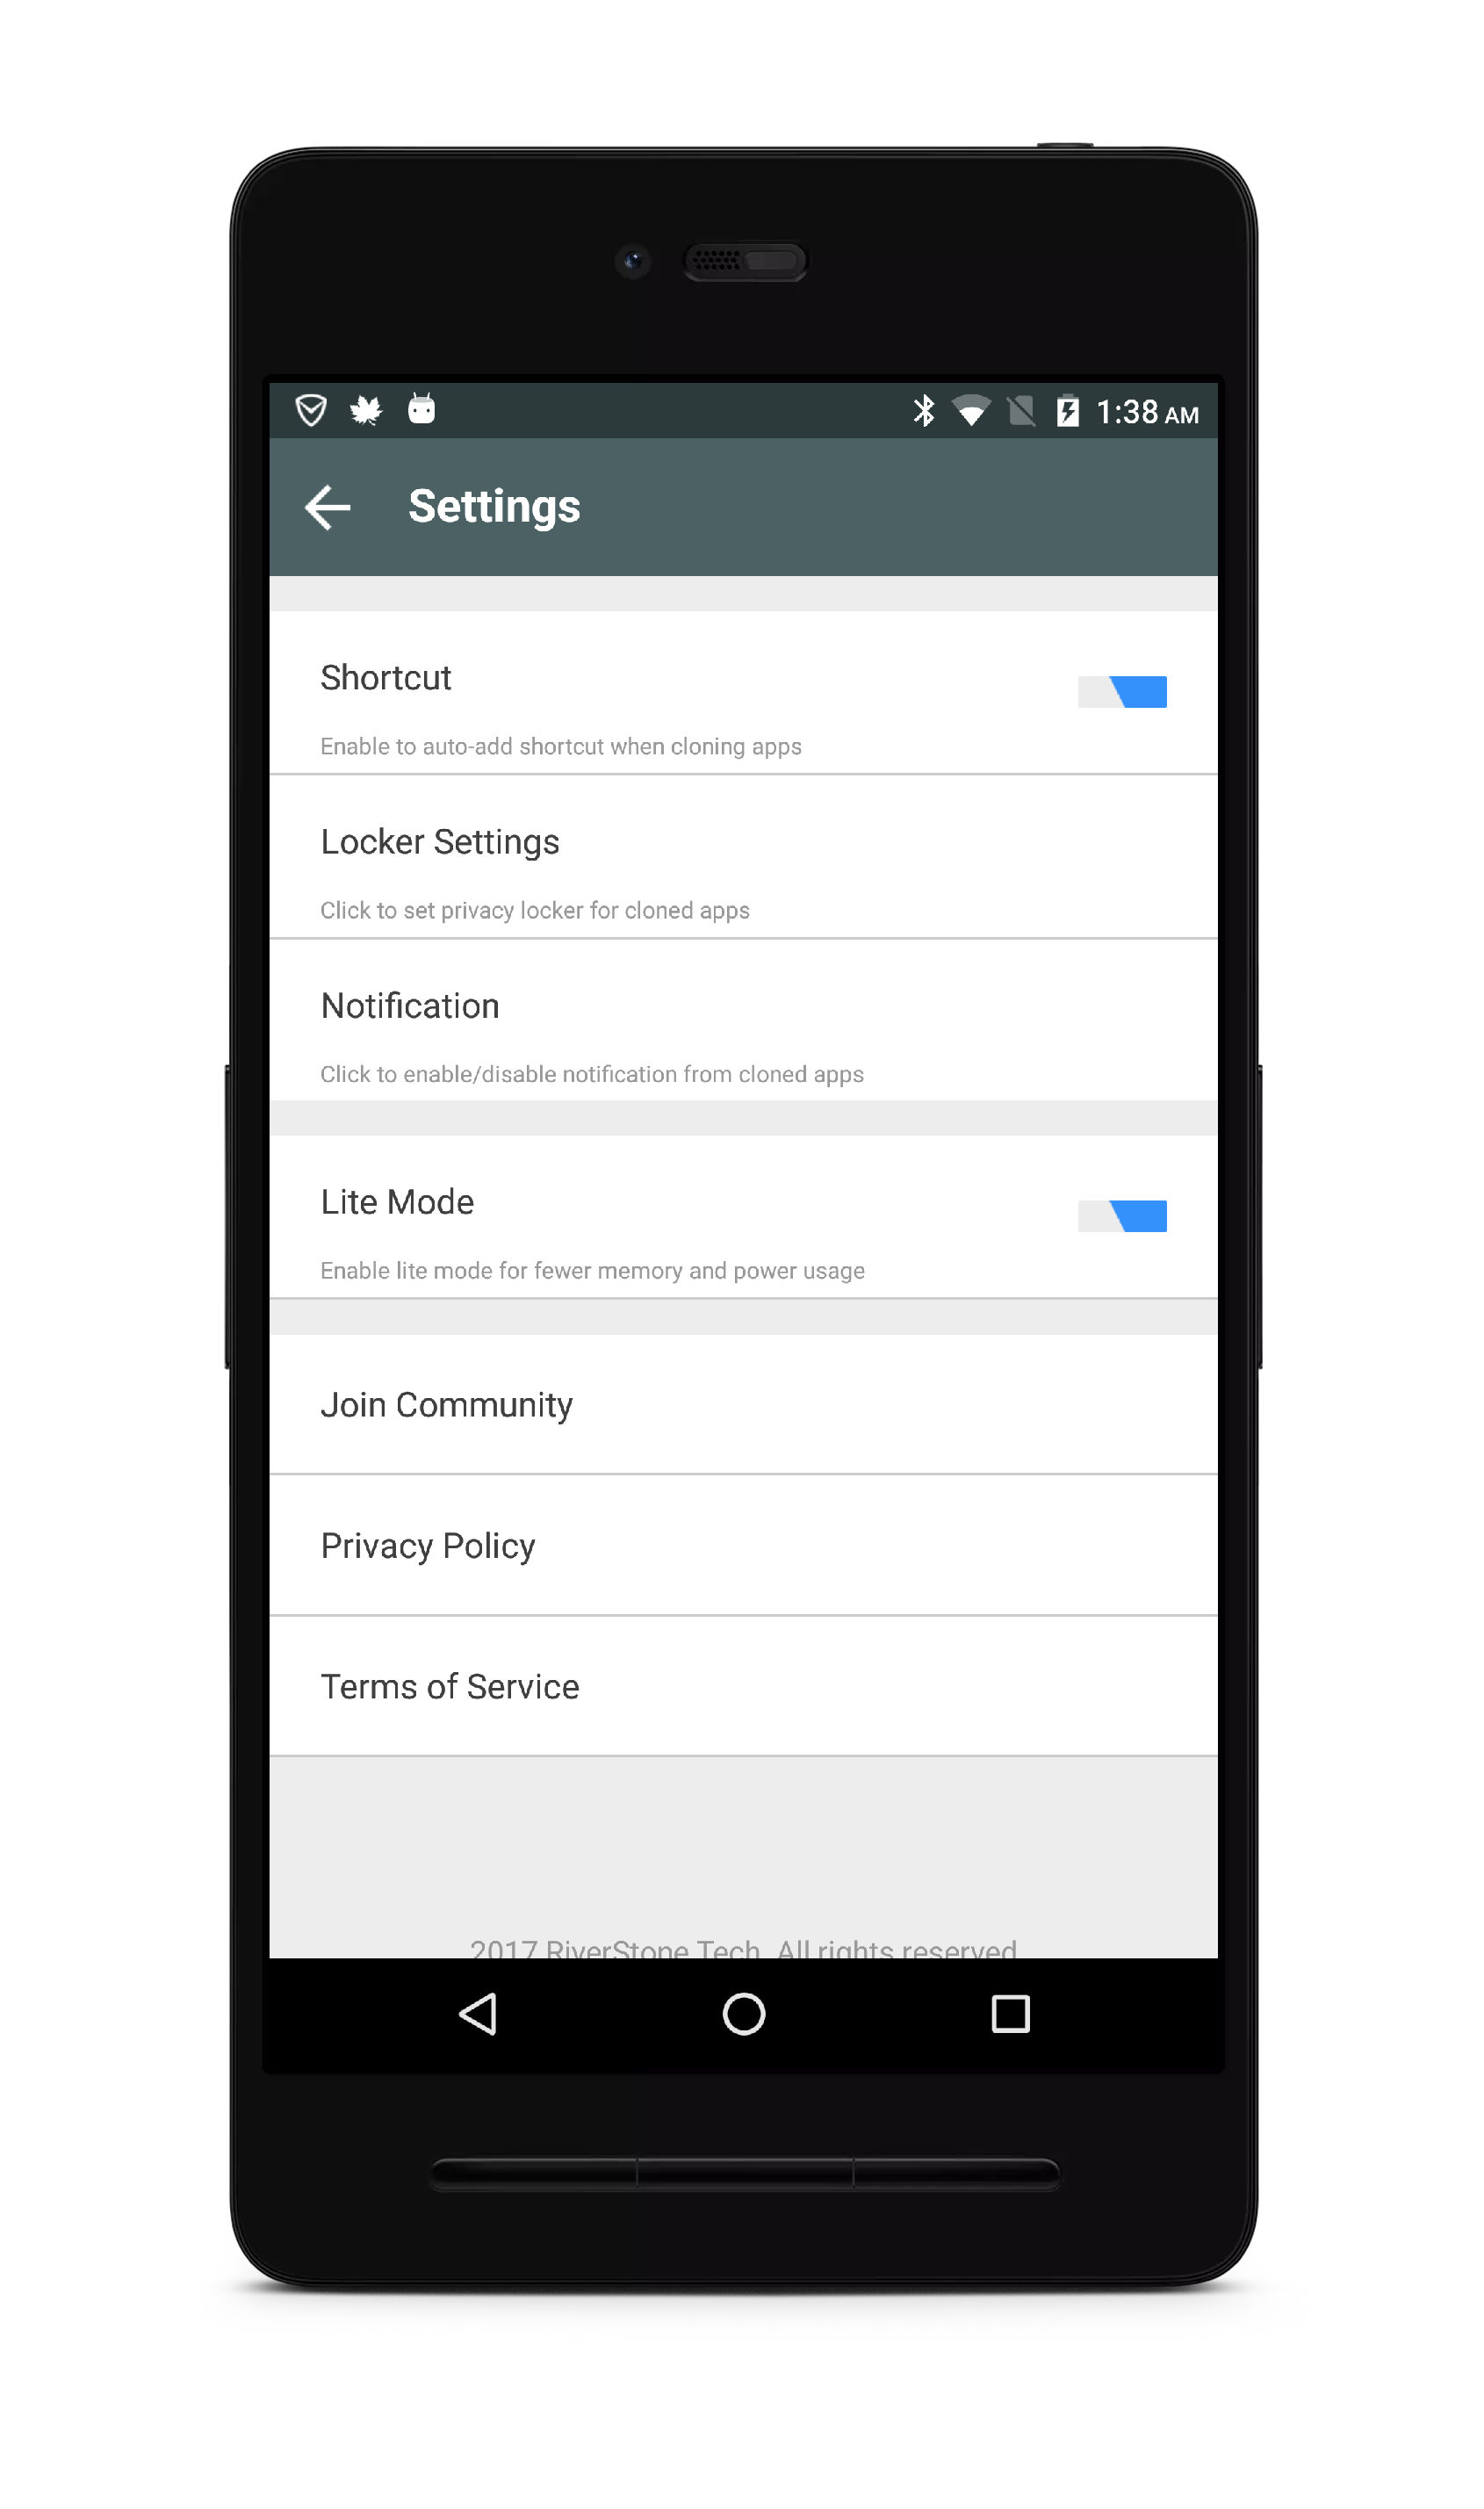 1:38 AM
Settings
Shortcut
Enable to auto-add shortcut when cloning apps
Locker Settings
Click to set privacy locker for cloned apps
Notification
Click to enable/disable notification from cloned apps
Lite Mode
Enable lite mode for fewer memory and power usage
Join Community
Privacy Policy
Terms of Service
2017 RiverStone Tech. All rights reserved